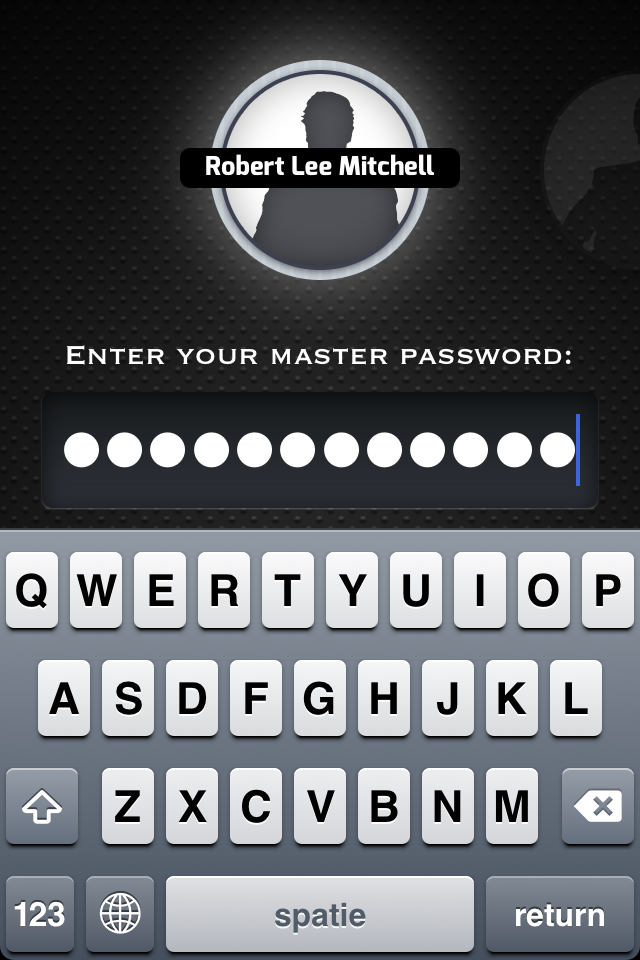 Robert Lee Mitchell
Enter your master password:
Q W E R T Y U I O P
A S D F G H J K L
Z X C V B N M
123 spatie return